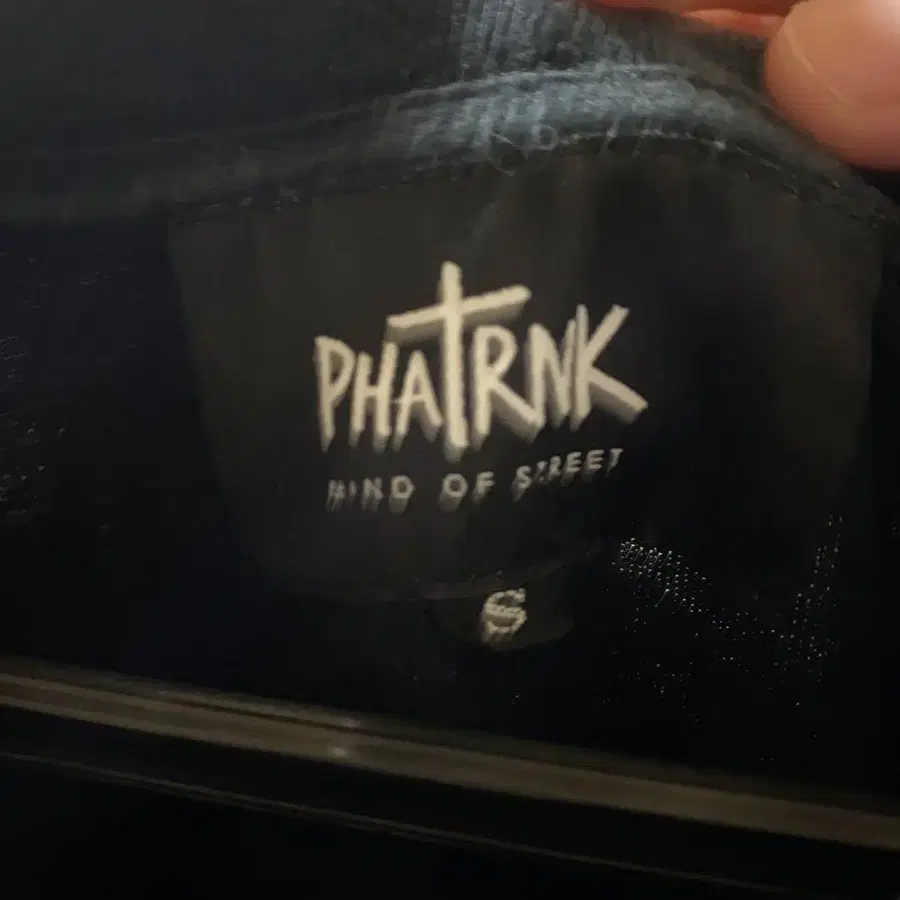 PHATRNK
MIND OF STREET
S